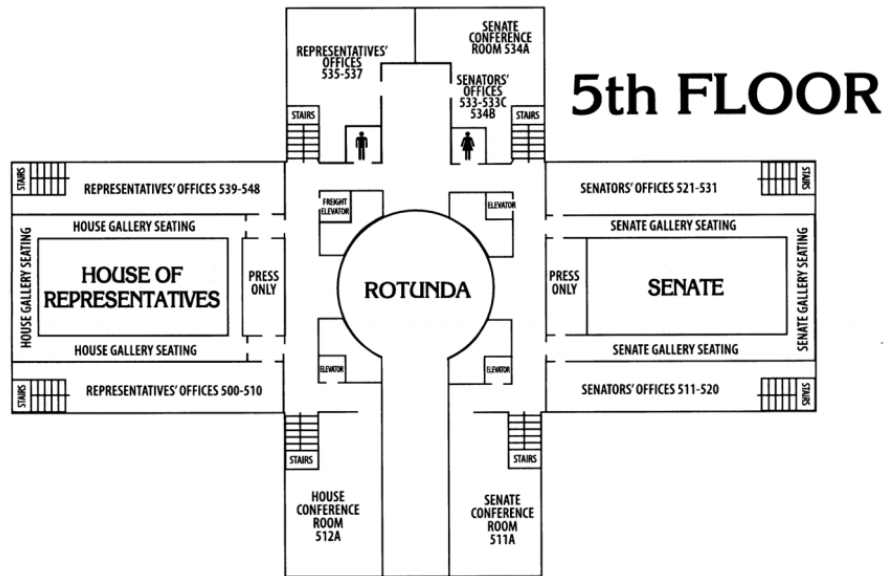 SENATE
CONFERENCE
ROOM 534A
REPRESENTATIVES'
OFFICES
535-537
SENATORS'
OFFICES
533-533C
534B
5th FLOOR
STAIRS
STAIRS
STAIRS
REPRESENTATIVES' OFFICES 539-548
SENATORS' OFFICES 521-531
STAIRS
FREIGHT
ELEVATOR
ELEVATOR
HOUSE GALLERY SEATING
SENATE GALLERY SEATING
HOUSE GALLERY SEATING
HOUSE OF
REPRESENTATIVES
PRESS
ONLY
ROTUNDA
PRESS
ONLY
SENATE
SENATE GALLERY SEATING
HOUSE GALLERY SEATING
SENATE GALLERY SEATING
ELEVATOR
ELEVATOR
STAIRS
REPRESENTATIVES' OFFICES 500-510
SENATORS' OFFICES 511-520
STAIRS
STAIRS
STAIRS
HOUSE
CONFERENCE
ROOM
512A
SENATE
CONFERENCE
ROOM
511A